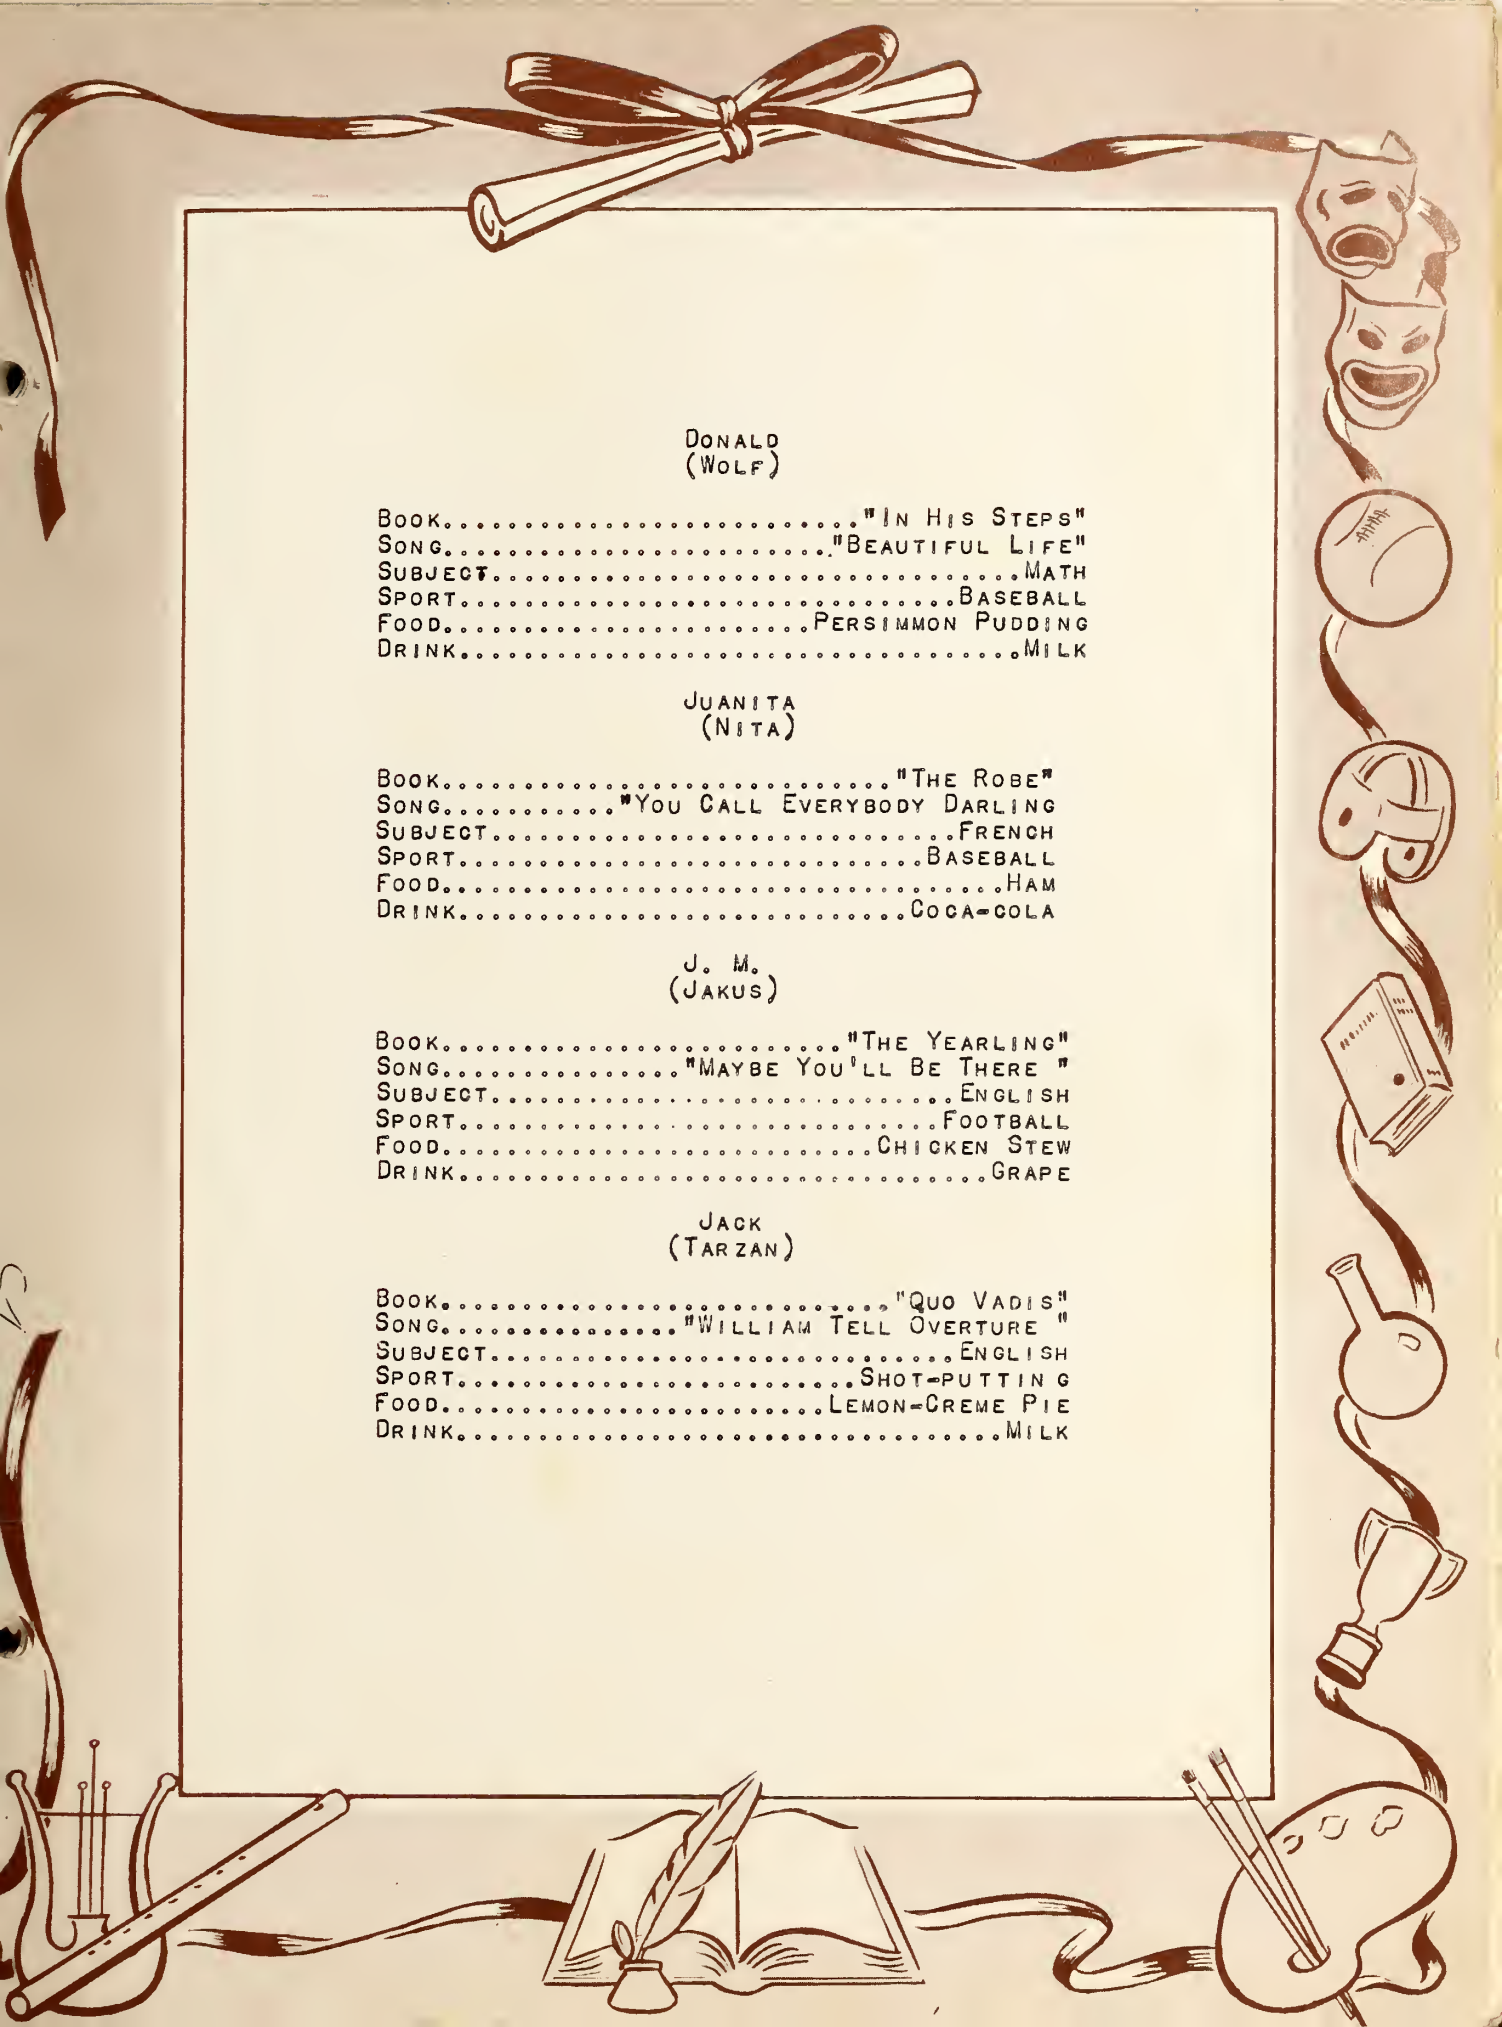 DONALD
(WOLF)
BOOK.........................."IN HIS STEPS"
SONG........................"BEAUTIFUL LIFE"
SUBJECT.................................MATH
SPORT...............................BASEBALL
FOOD.......................PERSIMMON PUDDING
DRINK...................................MILK
JUANITA
(NITA)
BOOK............................"THE ROBE"
SONG..........."YOU CALL EVERYBODY DARLING
SUBJECT.............................FRENCH
SPORT.............................BASEBALL
FOOD...................................HAM
DRINK............................COCA-COLA
J. M.
(JAKUS)
BOOK........................."THE YEARLING"
SONG..............."MAYBE YOU'LL BE THERE "
SUBJECT.............................ENGLISH
SPORT..............................FOOTBALL
FOOD...........................CHICKEN STEW
DRINK.................................GRAPE
JACK
(TARZAN)
BOOK............................"QUO VADIS"
SONG..............."WILLIAM TELL OVERTURE "
SUBJECT.............................ENGLISH
SPORT.........................SHOT-PUTTING
FOOD........................LEMON-CREME PIE
DRINK..................................MILK